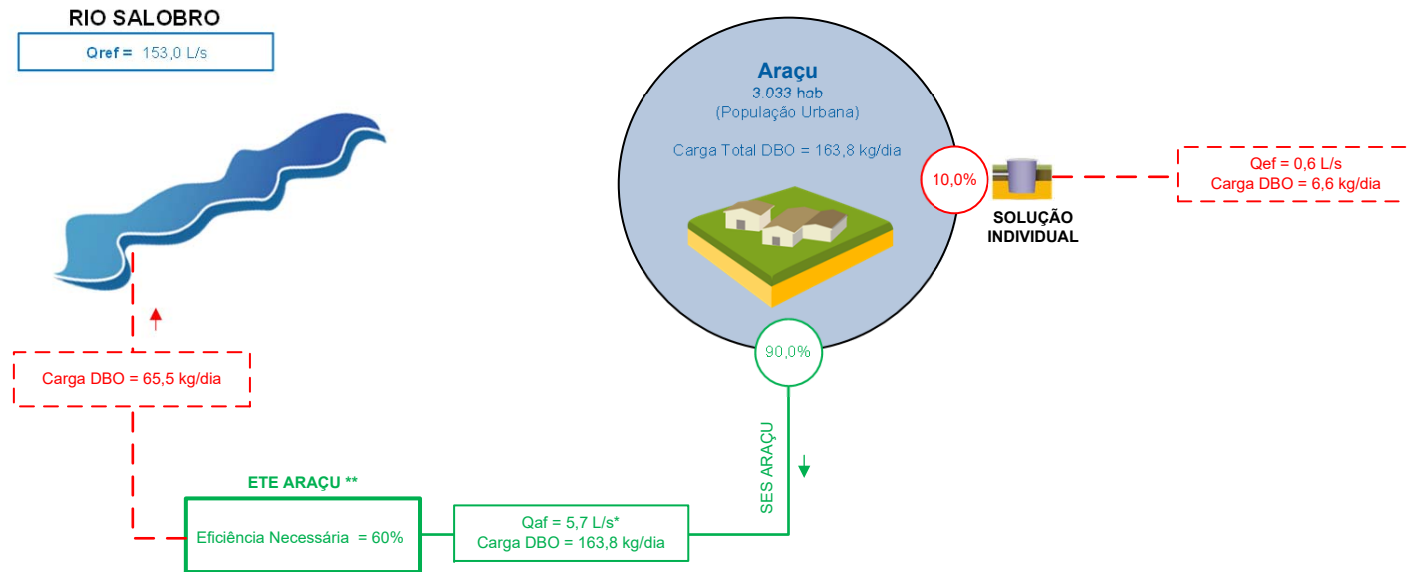 RIO SALOBRO
Qref = 153,0 L/s
Araçu
3.033 hab
(População Urbana)
Carga Total DBO = 163,8 kg/dia
10,0%
SOLUÇÃO
INDIVIDUAL
Qef = 0,6 L/s
Carga DBO = 6,6 kg/dia
90,0%
Carga DBO = 65,5 kg/dia
SES ARAÇU
ETE ARAÇU **
Eficiência Necessária = 60%
Qaf = 5,7 L/s*
Carga DBO = 163,8 kg/dia